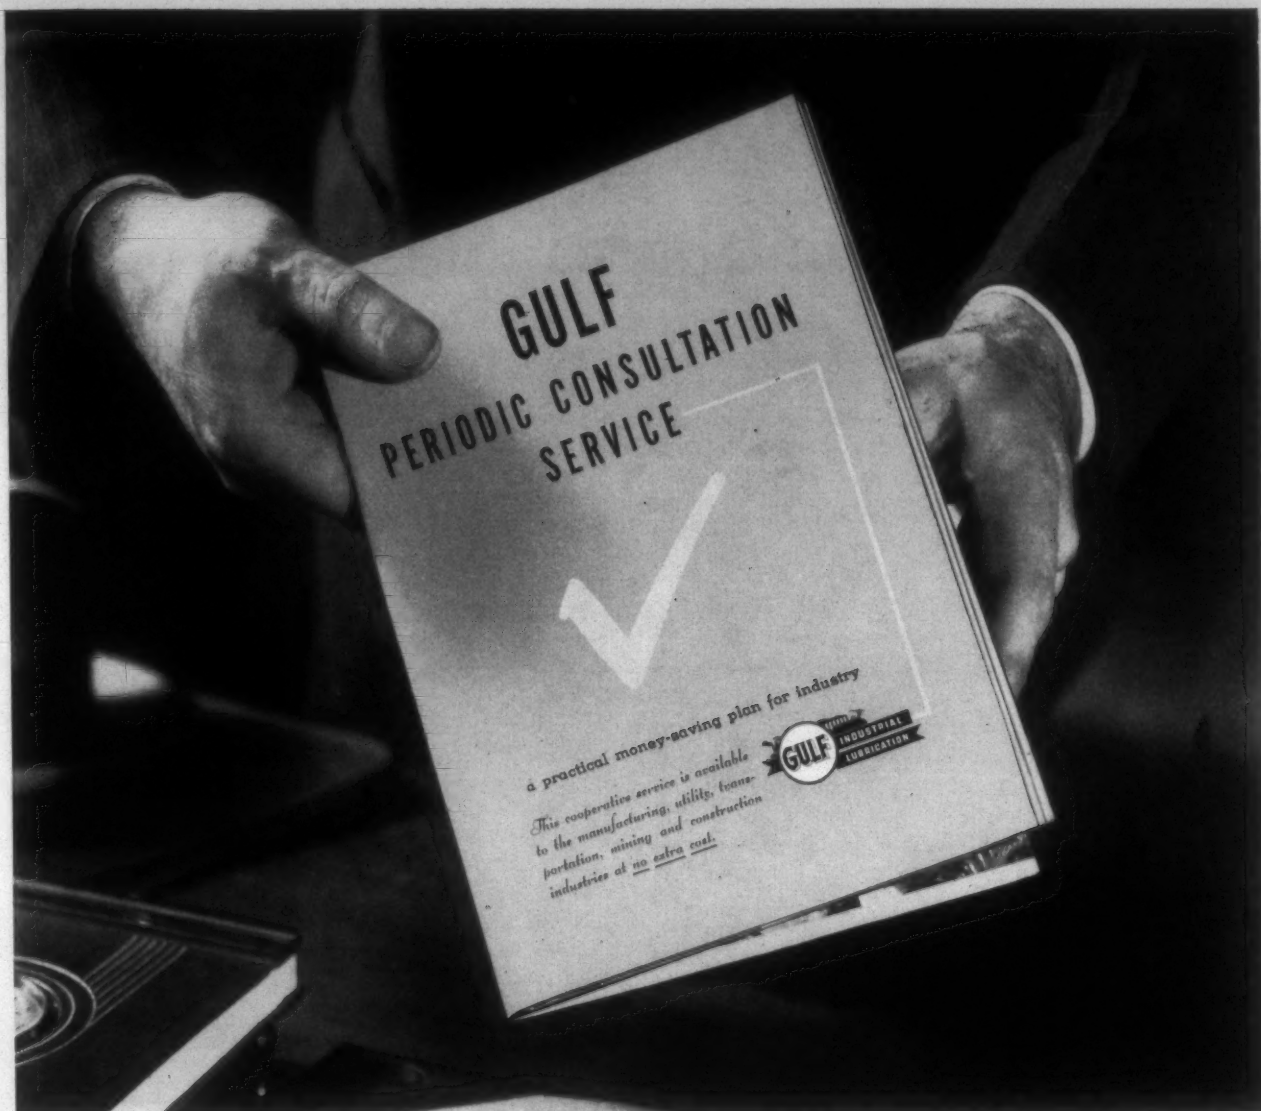 GULF
PERIODIC CONSULTATION
SERVICE
a practical money-saving plan for industry
This cooperative service is available
to the manufacturing, utility, trans-
portation, mining and construction
industries at no extra cost.
GULF
INDUSTRIAL
LUBRICATION